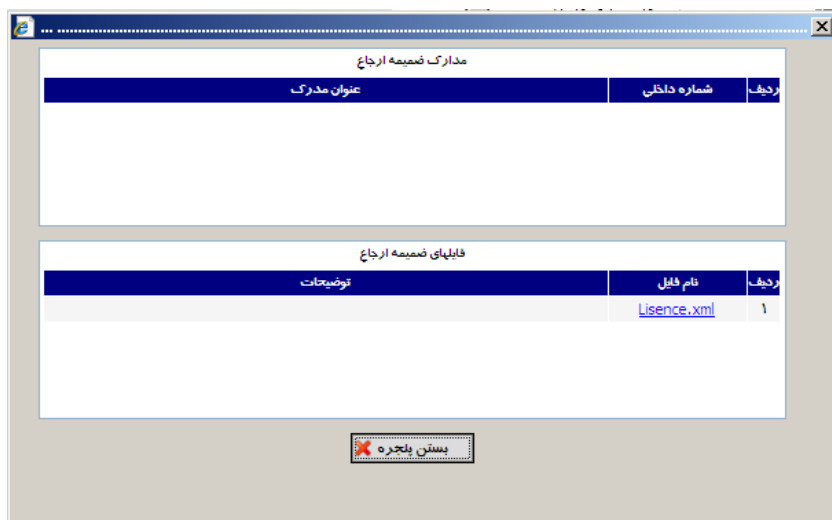 مدارک ضمیمه ارجاع
ردیف شماره داخلی عنوان مدرک
فایلهای ضمیمه ارجاع
ردیف نام فایل توضیحات
۱ Lisence.xml
بستن پنجره